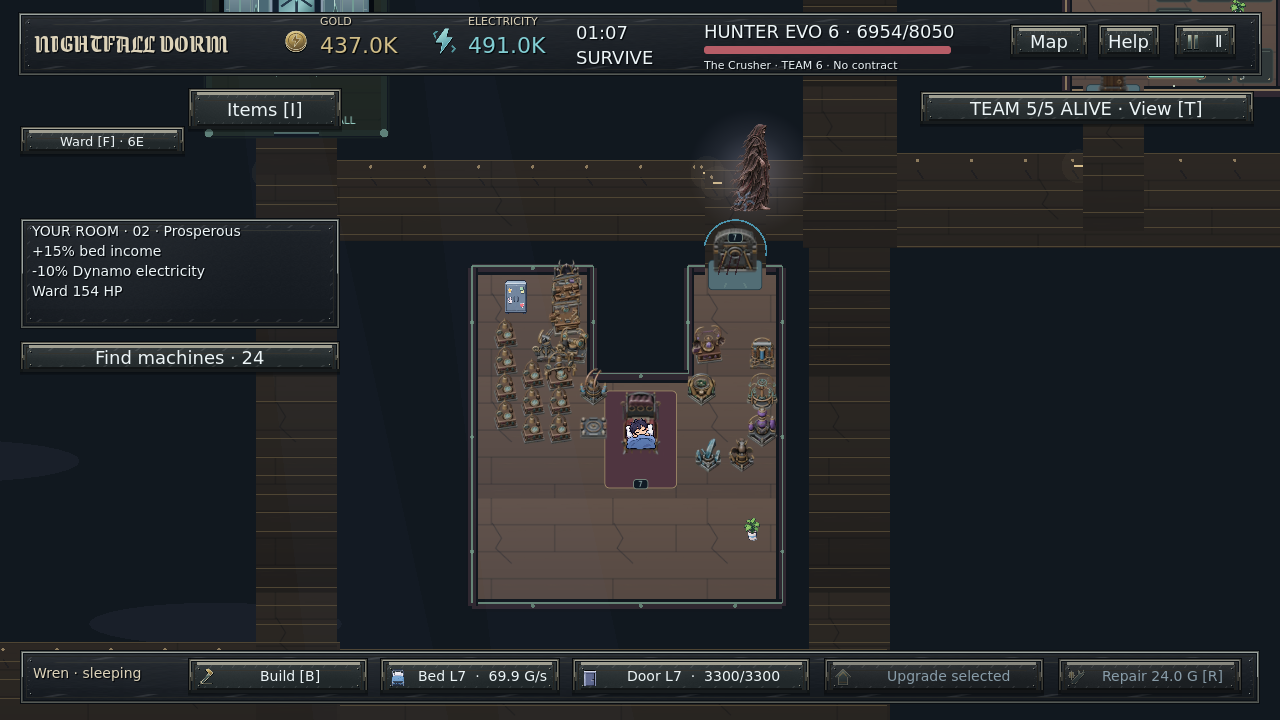 NIGHTFALL DORM
GOLD
437.0K
ELECTRICITY
491.0K
01:07
SURVIVE
HUNTER EVO 6 · 6954/8050
The Crusher · TEAM 6 · No contract
Map
Help
II
Items [I]
TEAM 5/5 ALIVE · View [T]
Ward [F] · 6E
YOUR ROOM · 02 · Prosperous
+15% bed income
-10% Dynamo electricity
Ward 154 HP
Find machines · 24
7
7
Wren · sleeping
Build [B]
Bed L7 · 69.9 G/s
Door L7 · 3300/3300
Upgrade selected
Repair 24.0 G [R]